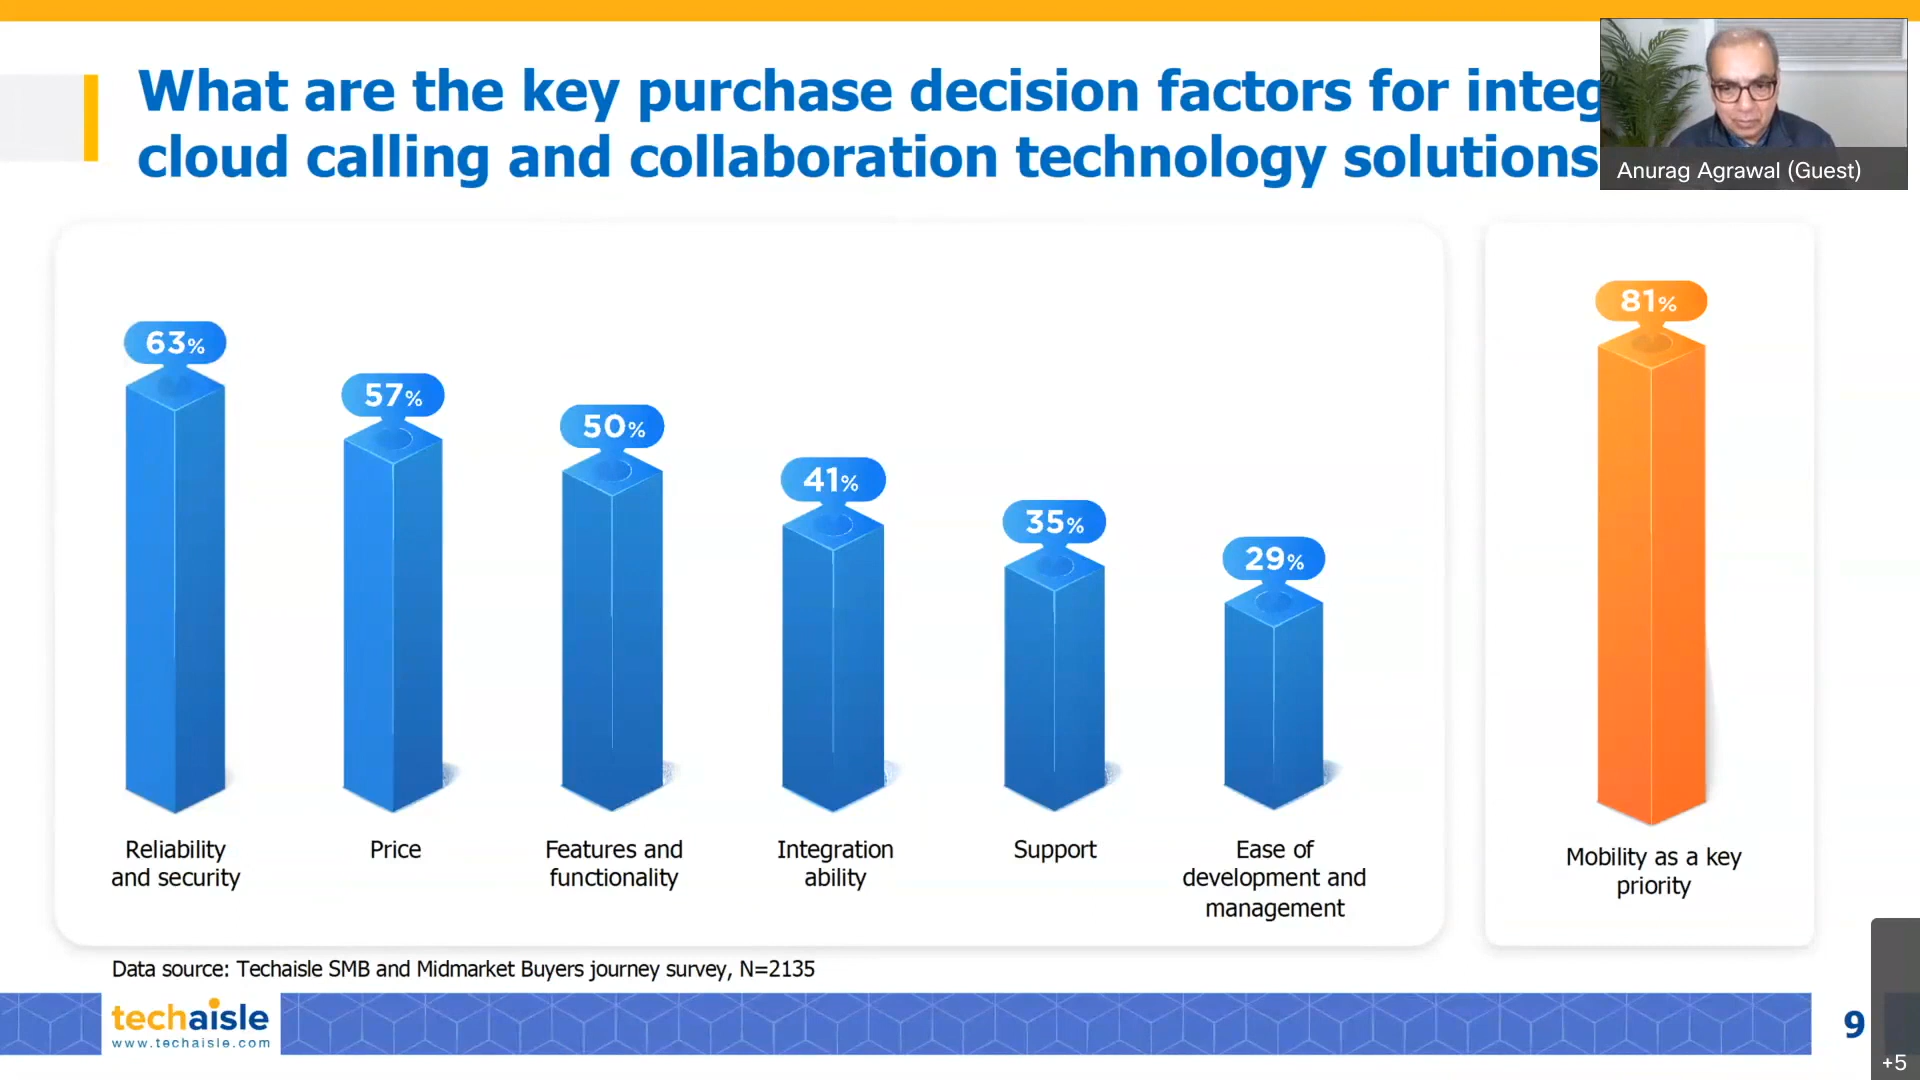 What are the key purchase decision factors for integ
cloud calling and collaboration technology solutions
Anurag Agrawal (Guest)
63%
57%
50%
41%
35%
29%
81%
Reliability
and security
Price
Features and
functionality
Integration
ability
Support
Ease of
development and
management
Mobility as a key
priority
Data source: Techaisle SMB and Midmarket Buyers journey survey, N=2135
techaisle
www.techaisle.com
9
+5